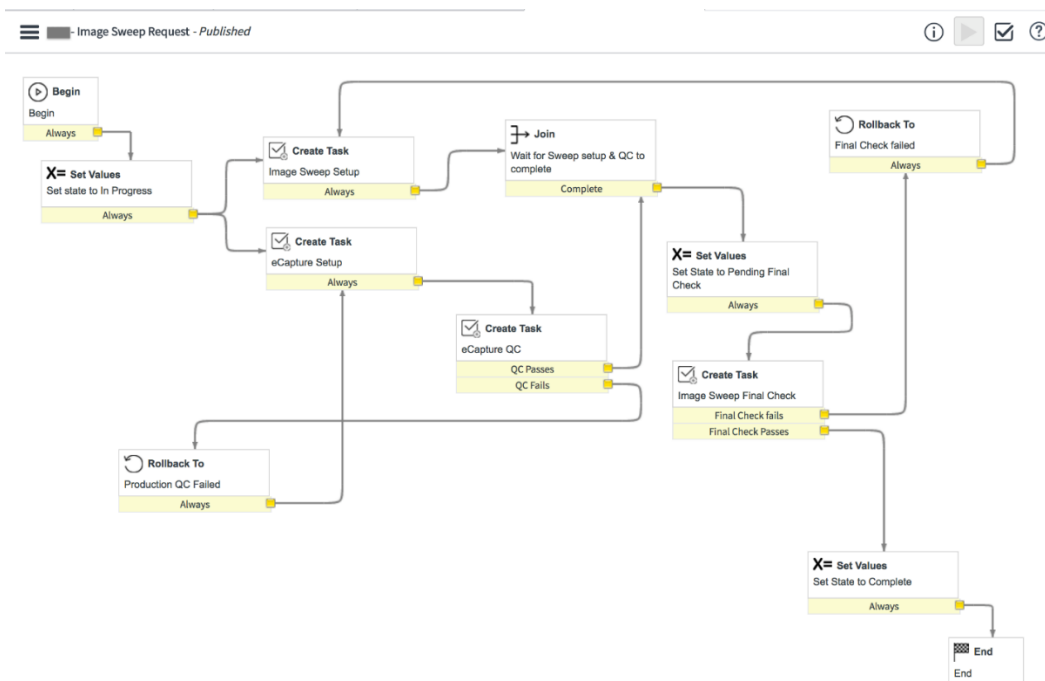 - Image Sweep Request - Published
Begin
Begin
Always
X= Set Values
Set state to In Progress
Always
Create Task
Image Sweep Setup
Always
Create Task
eCapture Setup
Always
Join
Wait for Sweep setup & QC to
complete
Complete
Create Task
eCapture QC
QC Passes
QC Fails
Rollback To
Production QC Failed
Always
Rollback To
Final Check failed
Always
X= Set Values
Set State to Pending Final
Check
Always
Create Task
Image Sweep Final Check
Final Check fails
Final Check Passes
X= Set Values
Set State to Complete
Always
End
End